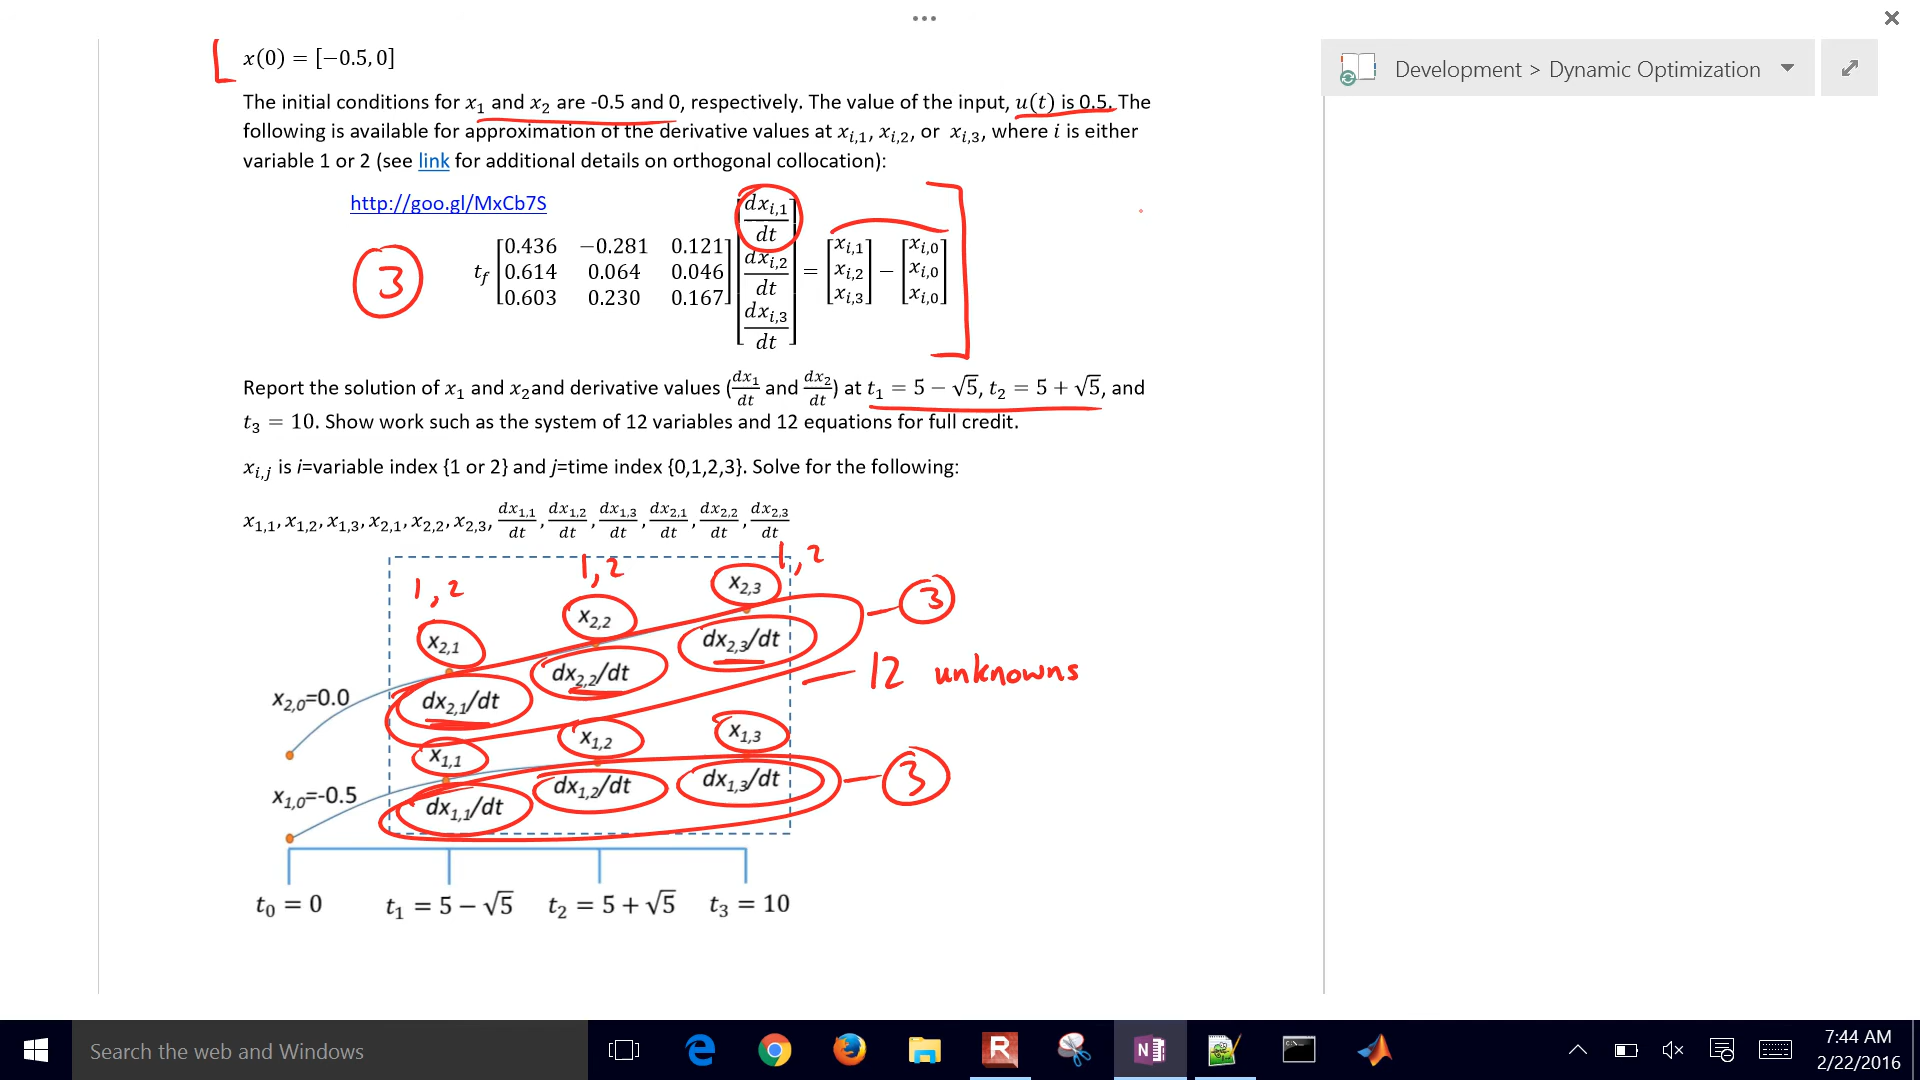 x(0) = [−0.5, 0]
Development > Dynamic Optimization
The initial conditions for x₁ and x₂ are -0.5 and 0, respectively. The value of the input, u(t) is 0.5. The
following is available for approximation of the derivative values at xᵢ,₁, xᵢ,₂, or xᵢ,₃, where i is either
variable 1 or 2 (see link for additional details on orthogonal collocation):
http://goo.gl/MxCb7S
3
t_f [0.436 −0.281 0.121; 0.614 0.064 0.046; 0.603 0.230 0.167] [dxᵢ,₁/dt; dxᵢ,₂/dt; dxᵢ,₃/dt] = [xᵢ,₁; xᵢ,₂; xᵢ,₃] − [xᵢ,₀; xᵢ,₀; xᵢ,₀]
Report the solution of x₁ and x₂and derivative values (dx₁/dt and dx₂/dt) at t₁ = 5 − √5, t₂ = 5 + √5, and
t₃ = 10. Show work such as the system of 12 variables and 12 equations for full credit.
xᵢ,ⱼ is i=variable index {1 or 2} and j=time index {0,1,2,3}. Solve for the following:
x₁,₁, x₁,₂, x₁,₃, x₂,₁, x₂,₂, x₂,₃, dx₁,₁/dt, dx₁,₂/dt, dx₁,₃/dt, dx₂,₁/dt, dx₂,₂/dt, dx₂,₃/dt
1,2 1,2 1,2
x₂,₁ x₂,₂ x₂,₃
3
dx₂,₁/dt dx₂,₂/dt dx₂,₃/dt
12 unknowns
x₂,₀=0.0
x₁,₁ x₁,₂ x₁,₃
dx₁,₁/dt dx₁,₂/dt dx₁,₃/dt
3
x₁,₀=-0.5
t₀ = 0 t₁ = 5 − √5 t₂ = 5 + √5 t₃ = 10
Search the web and Windows
7:44 AM
2/22/2016